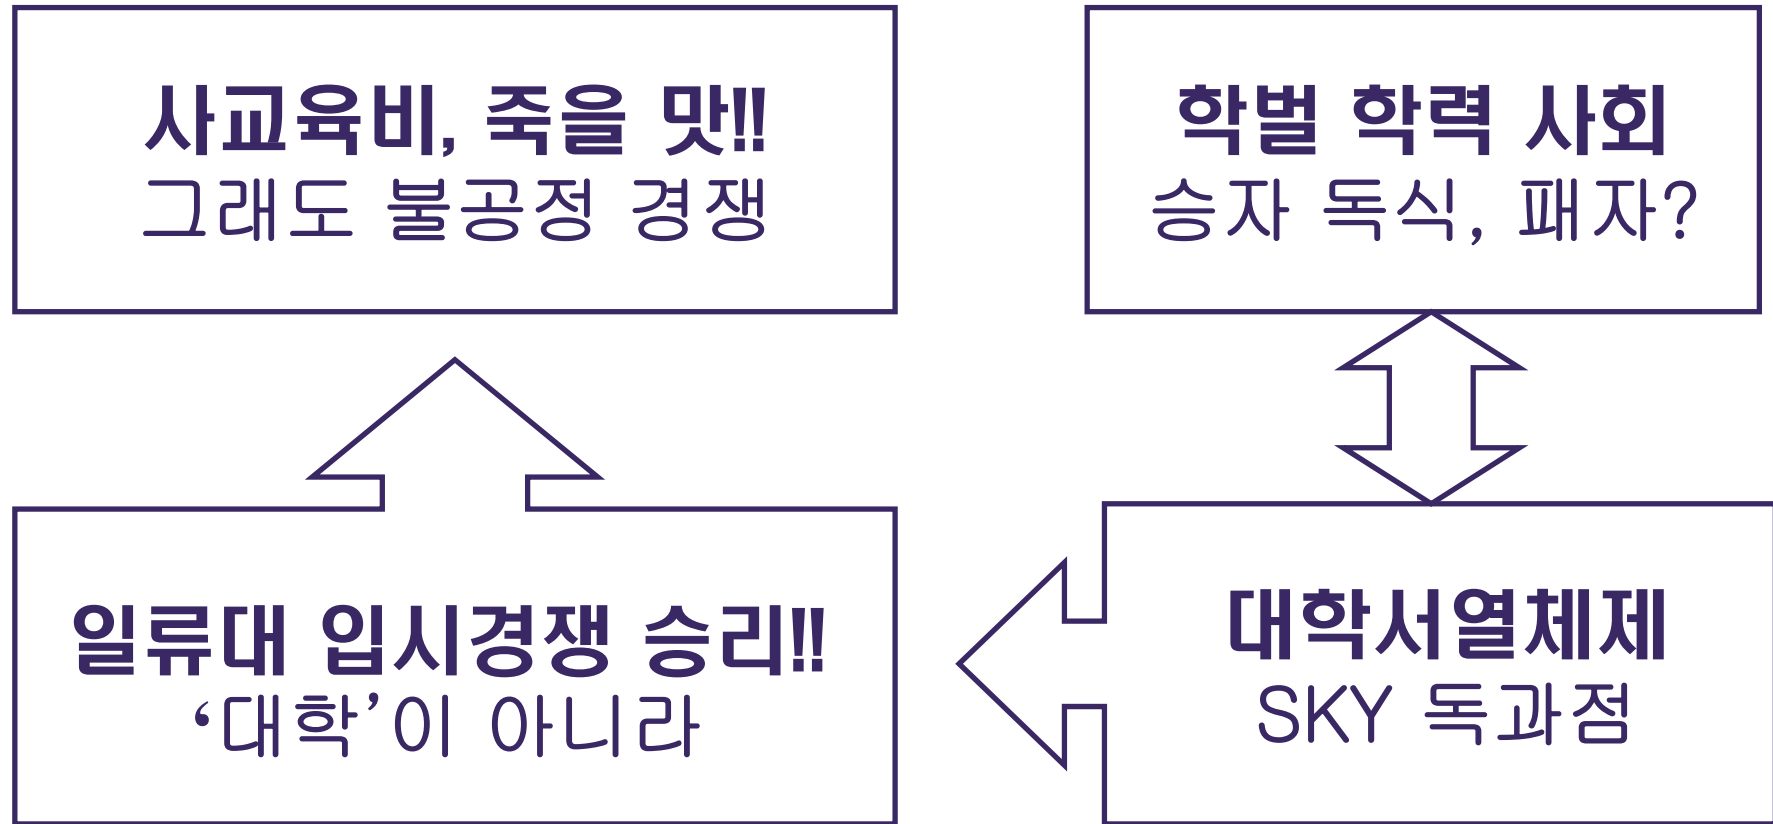 사교육비, 죽을 맛!!
그래도 불공정 경쟁
학벌 학력 사회
승자 독식, 패자?
일류대 입시경쟁 승리!!
‘대학’이 아니라
대학서열체제
SKY 독과점